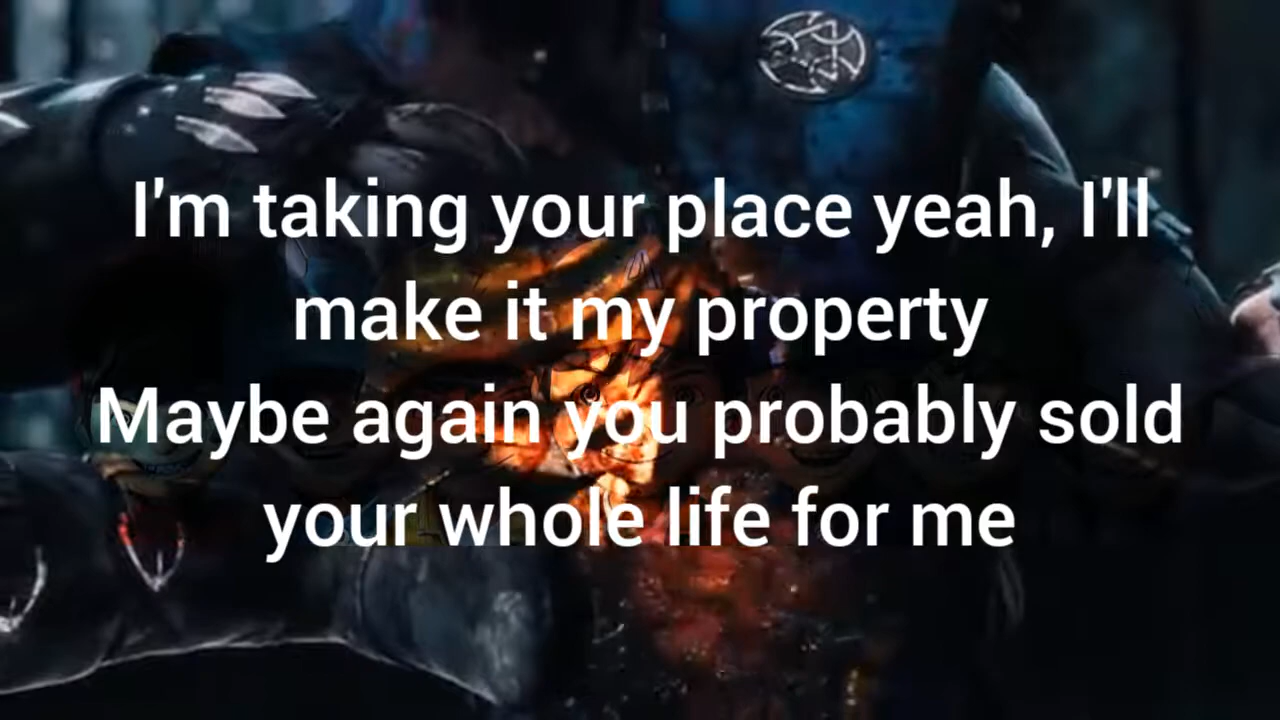 I'm taking your place yeah, I'll
make it my property
Maybe again you probably sold
your whole life for me